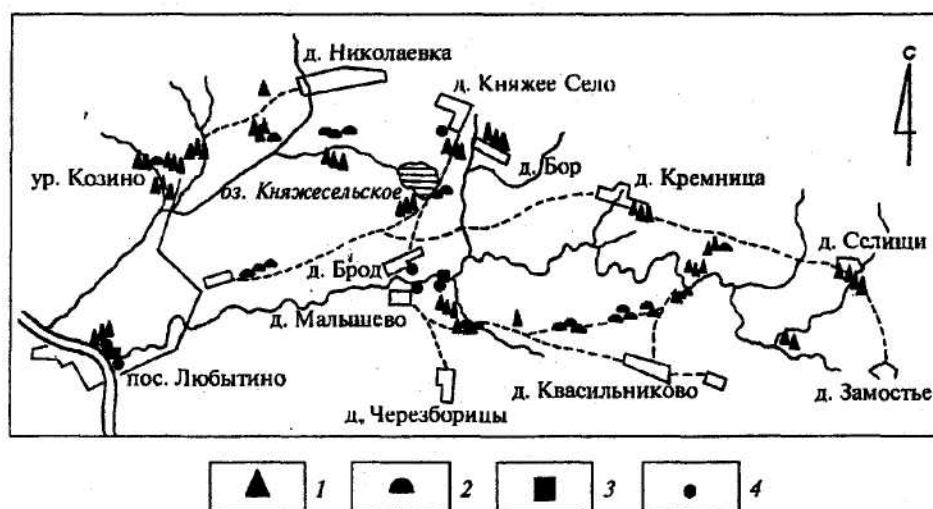 д. Николаевка
с
д. Княжее Село
д. Бор
ур. Козино
оз. Княжесельское
д. Кремница
д. Сслищи
д. Брод
д. Малышево
пос. Любытино
д. Квасильниково
д. Замостье
д, Черезборицы
1 2 3 4